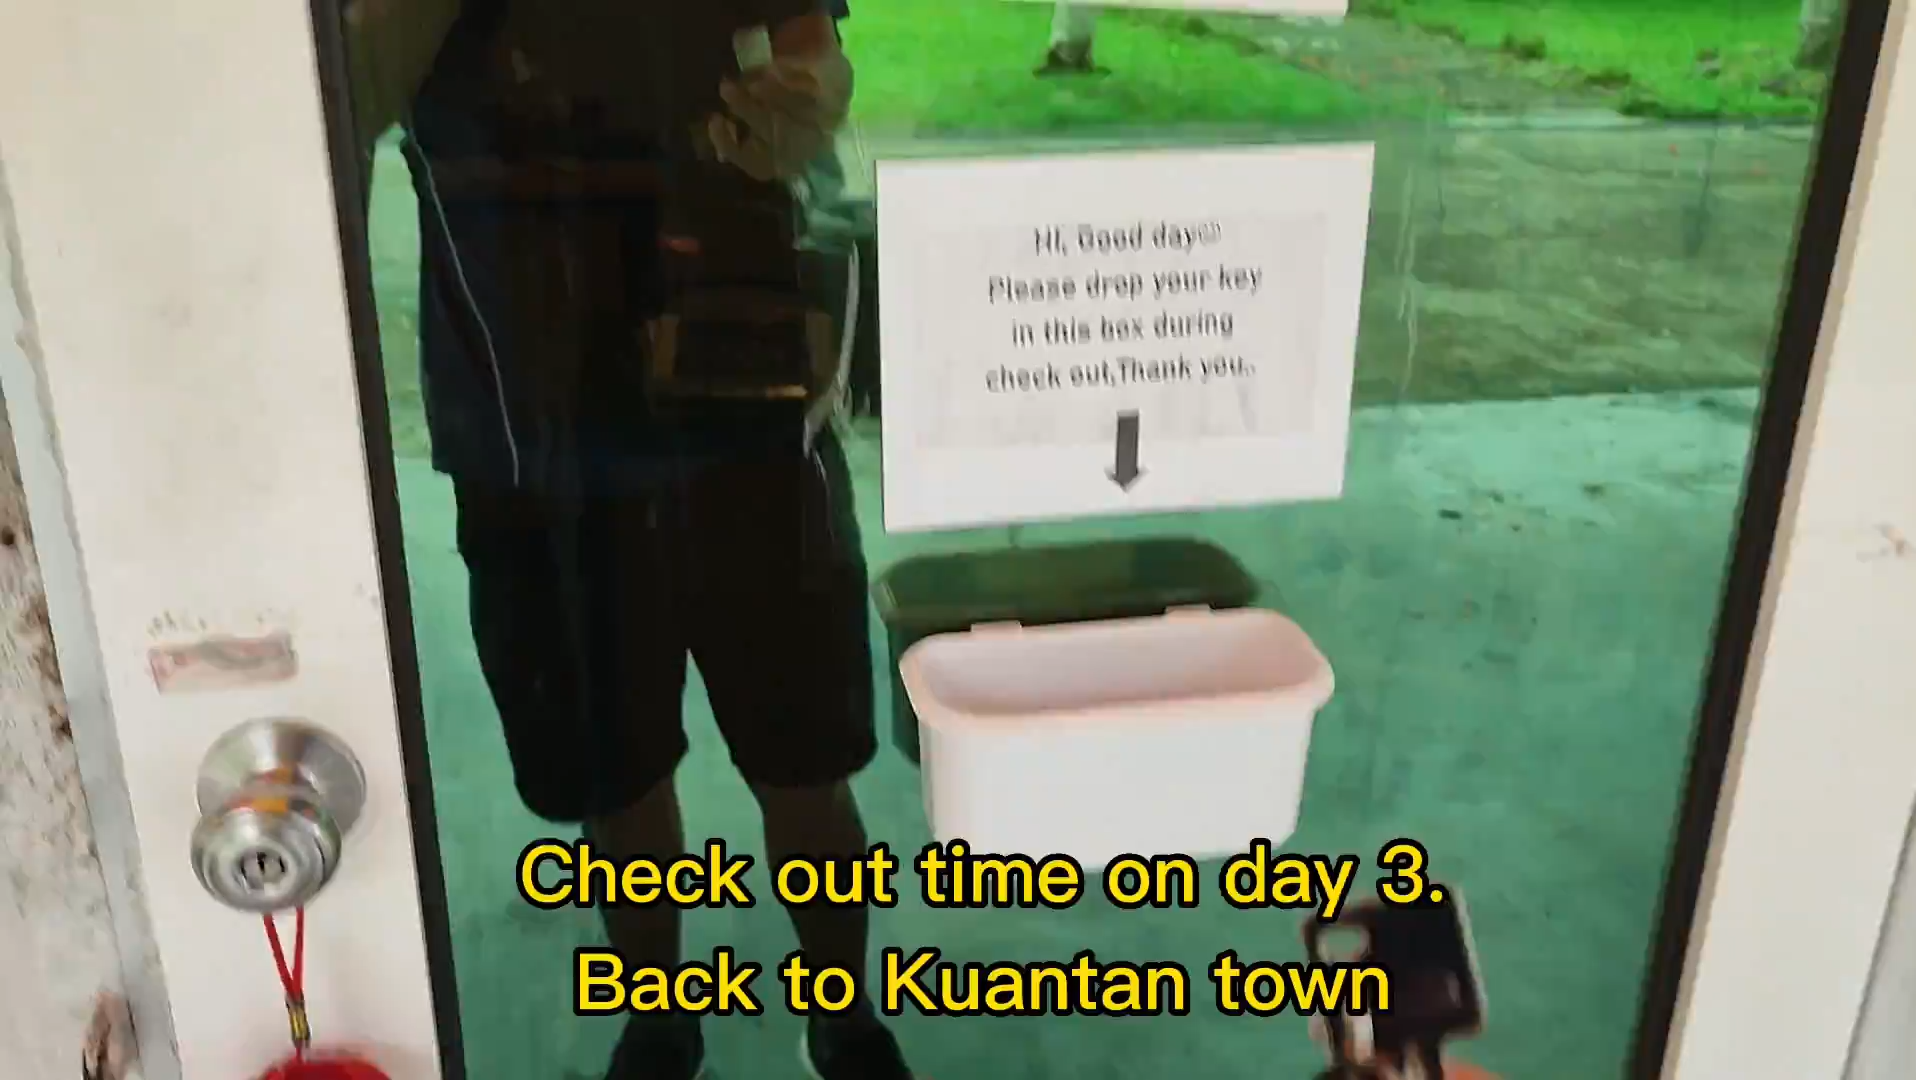 Hi, Good day☺
Please drop your key
in this box during
check out,Thank you..
Check out time on day 3.
Back to Kuantan town